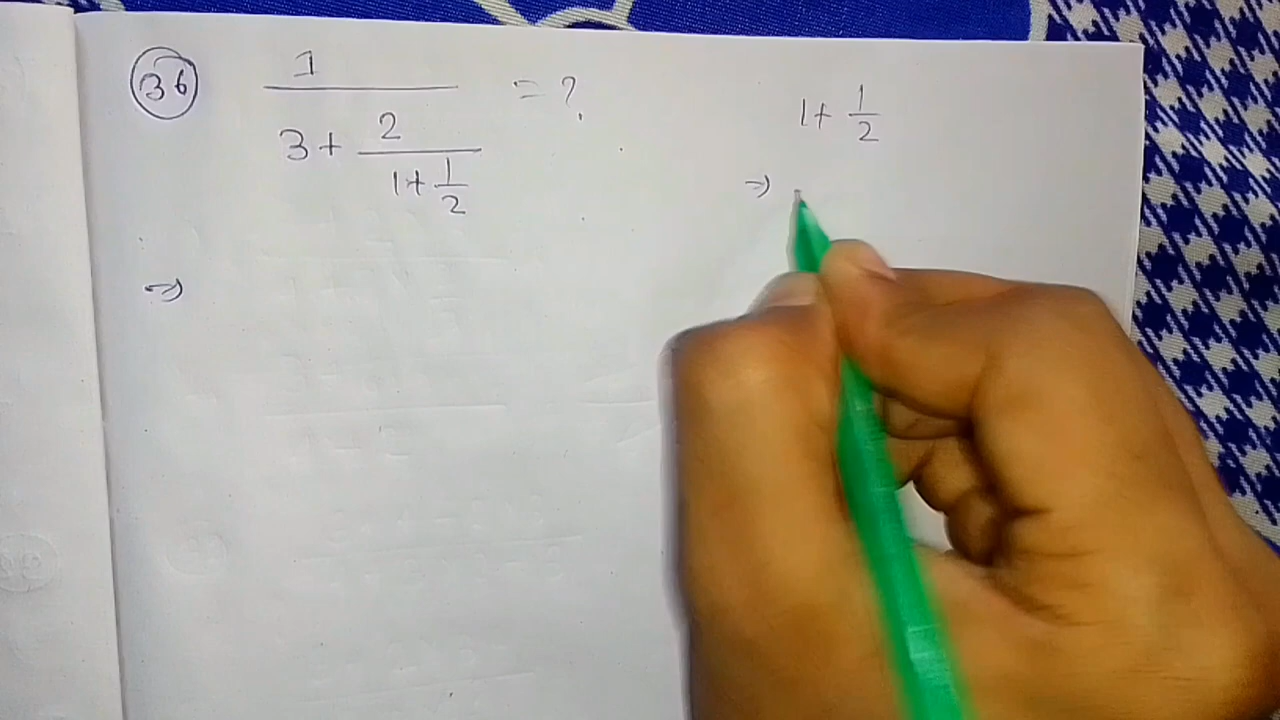 36
1
3 + 2
1 + 1
2
= ?
1 + 1
2
⇒
⇒